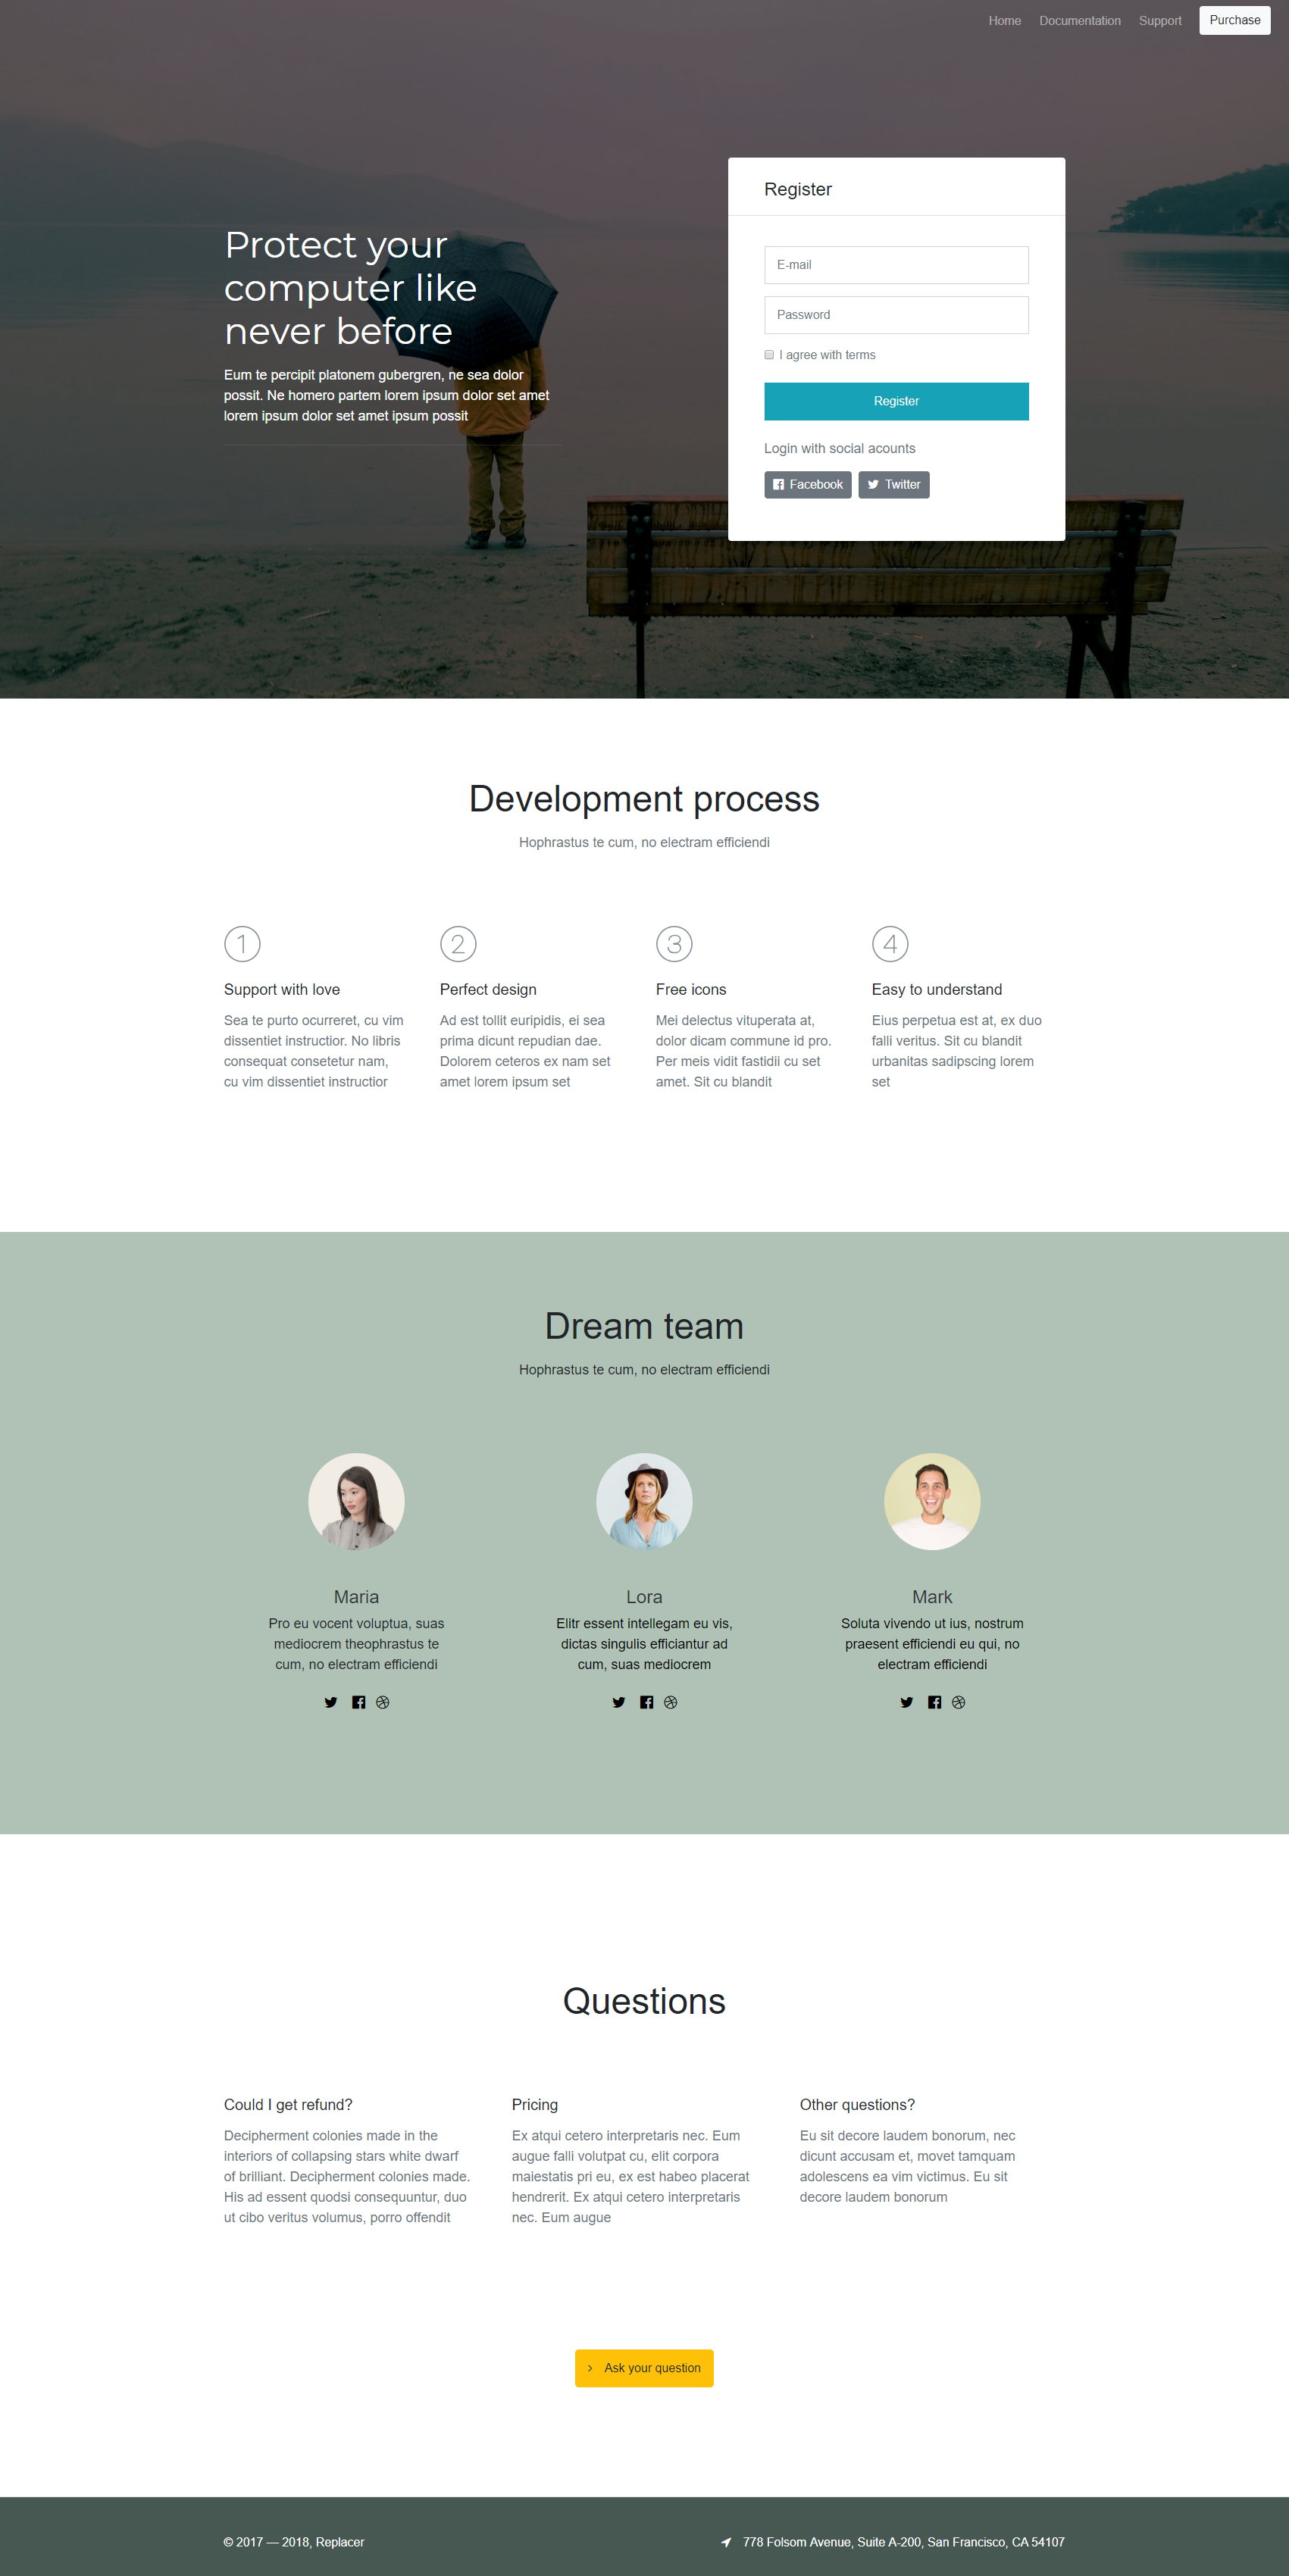 Home Documentation Support Purchase
Protect your
computer like
never before
Eum te percipit platonem gubergren, ne sea dolor
possit. Ne homero partem lorem ipsum dolor set amet
lorem ipsum dolor set amet ipsum possit
Register
E-mail
Password
I agree with terms
Register
Login with social acounts
Facebook Twitter
Development process
Hophrastus te cum, no electram efficiendi
1
Support with love
Sea te purto ocurreret, cu vim
dissentiet instructior. No libris
consequat consetetur nam,
cu vim dissentiet instructior
2
Perfect design
Ad est tollit euripidis, ei sea
prima dicunt repudian dae.
Dolorem ceteros ex nam set
amet lorem ipsum set
3
Free icons
Mei delectus vituperata at,
dolor dicam commune id pro.
Per meis vidit fastidii cu set
amet. Sit cu blandit
4
Easy to understand
Eius perpetua est at, ex duo
falli veritus. Sit cu blandit
urbanitas sadipscing lorem
set
Dream team
Hophrastus te cum, no electram efficiendi
Maria
Pro eu vocent voluptua, suas
mediocrem theophrastus te
cum, no electram efficiendi
Lora
Elitr essent intellegam eu vis,
dictas singulis efficiantur ad
cum, suas mediocrem
Mark
Soluta vivendo ut ius, nostrum
praesent efficiendi eu qui, no
electram efficiendi
Questions
Could I get refund?
Decipherment colonies made in the
interiors of collapsing stars white dwarf
of brilliant. Decipherment colonies made.
His ad essent quodsi consequuntur, duo
ut cibo veritus volumus, porro offendit
Pricing
Ex atqui cetero interpretaris nec. Eum
augue falli volutpat cu, elit corpora
maiestatis pri eu, ex est habeo placerat
hendrerit. Ex atqui cetero interpretaris
nec. Eum augue
Other questions?
Eu sit decore laudem bonorum, nec
dicunt accusam et, movet tamquam
adolescens ea vim victimus. Eu sit
decore laudem bonorum
Ask your question
© 2017 — 2018, Replacer
778 Folsom Avenue, Suite A-200, San Francisco, CA 54107